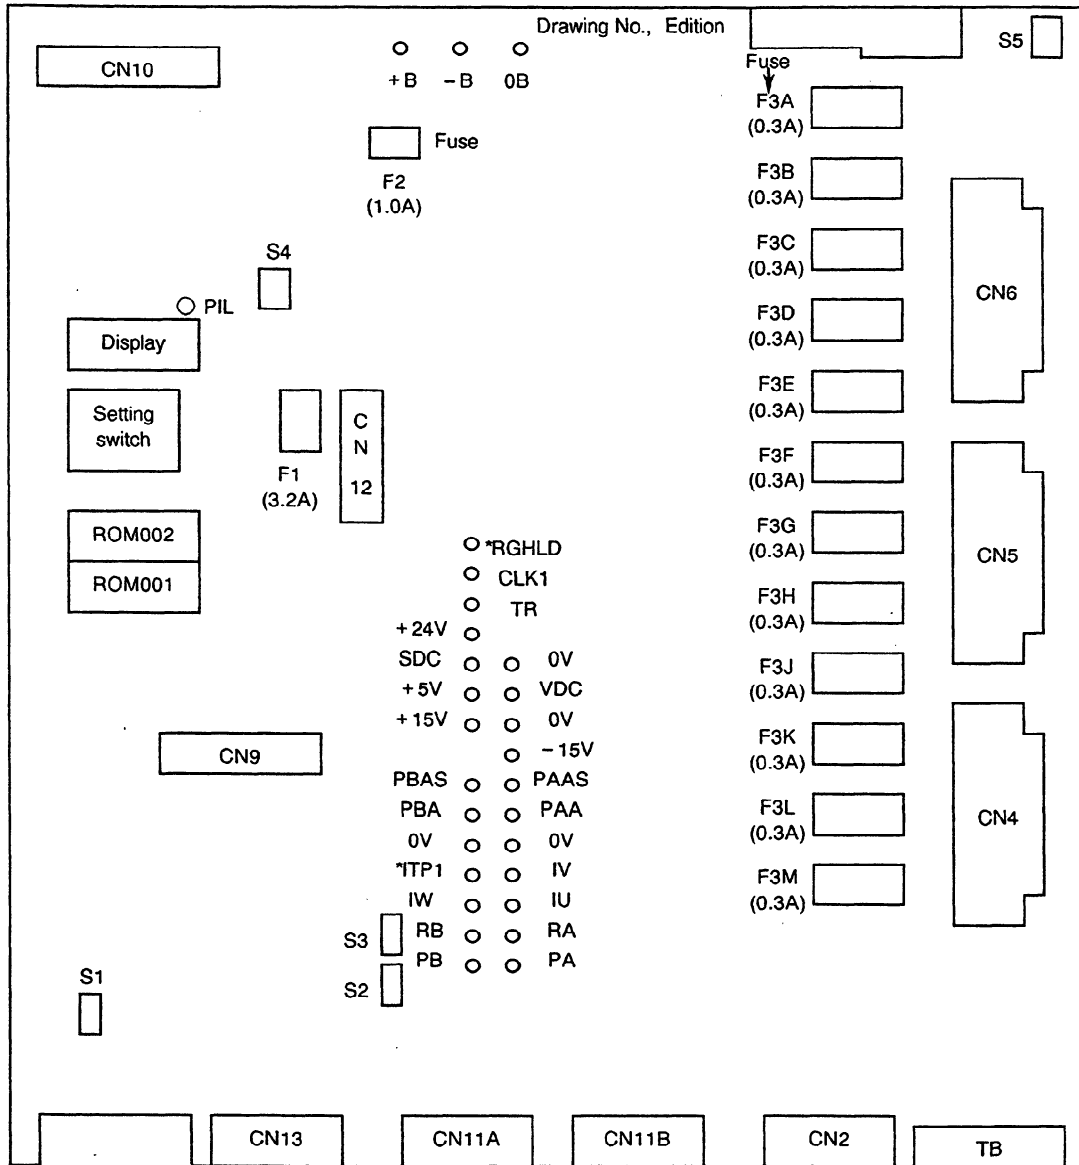 Drawing No., Edition
S5
CN10
+B −B 0B
Fuse
F3A
(0.3A)
Fuse
F2
(1.0A)
F3B
(0.3A)
S4
F3C
(0.3A)
CN6
PIL
F3D
(0.3A)
Display
F3E
(0.3A)
Setting
switch
C
N
12
F1
(3.2A)
F3F
(0.3A)
ROM002
ROM001
F3G
(0.3A)
CN5
*RGHLD
CLK1
TR
F3H
(0.3A)
+24V
SDC 0V
+5V VDC
+15V 0V
−15V
F3J
(0.3A)
F3K
(0.3A)
CN9
PBAS PAAS
PBA PAA
0V 0V
*ITP1 IV
IW IU
RB RA
PB PA
F3L
(0.3A)
CN4
F3M
(0.3A)
S3
S2
S1
CN13
CN11A
CN11B
CN2
TB